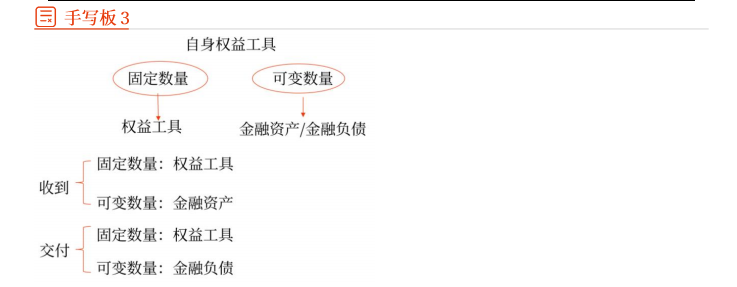 手写板 3
自身权益工具
固定数量 可变数量
权益工具 金融资产/金融负债
固定数量：权益工具
收到
可变数量：金融资产
固定数量：权益工具
交付
可变数量：金融负债